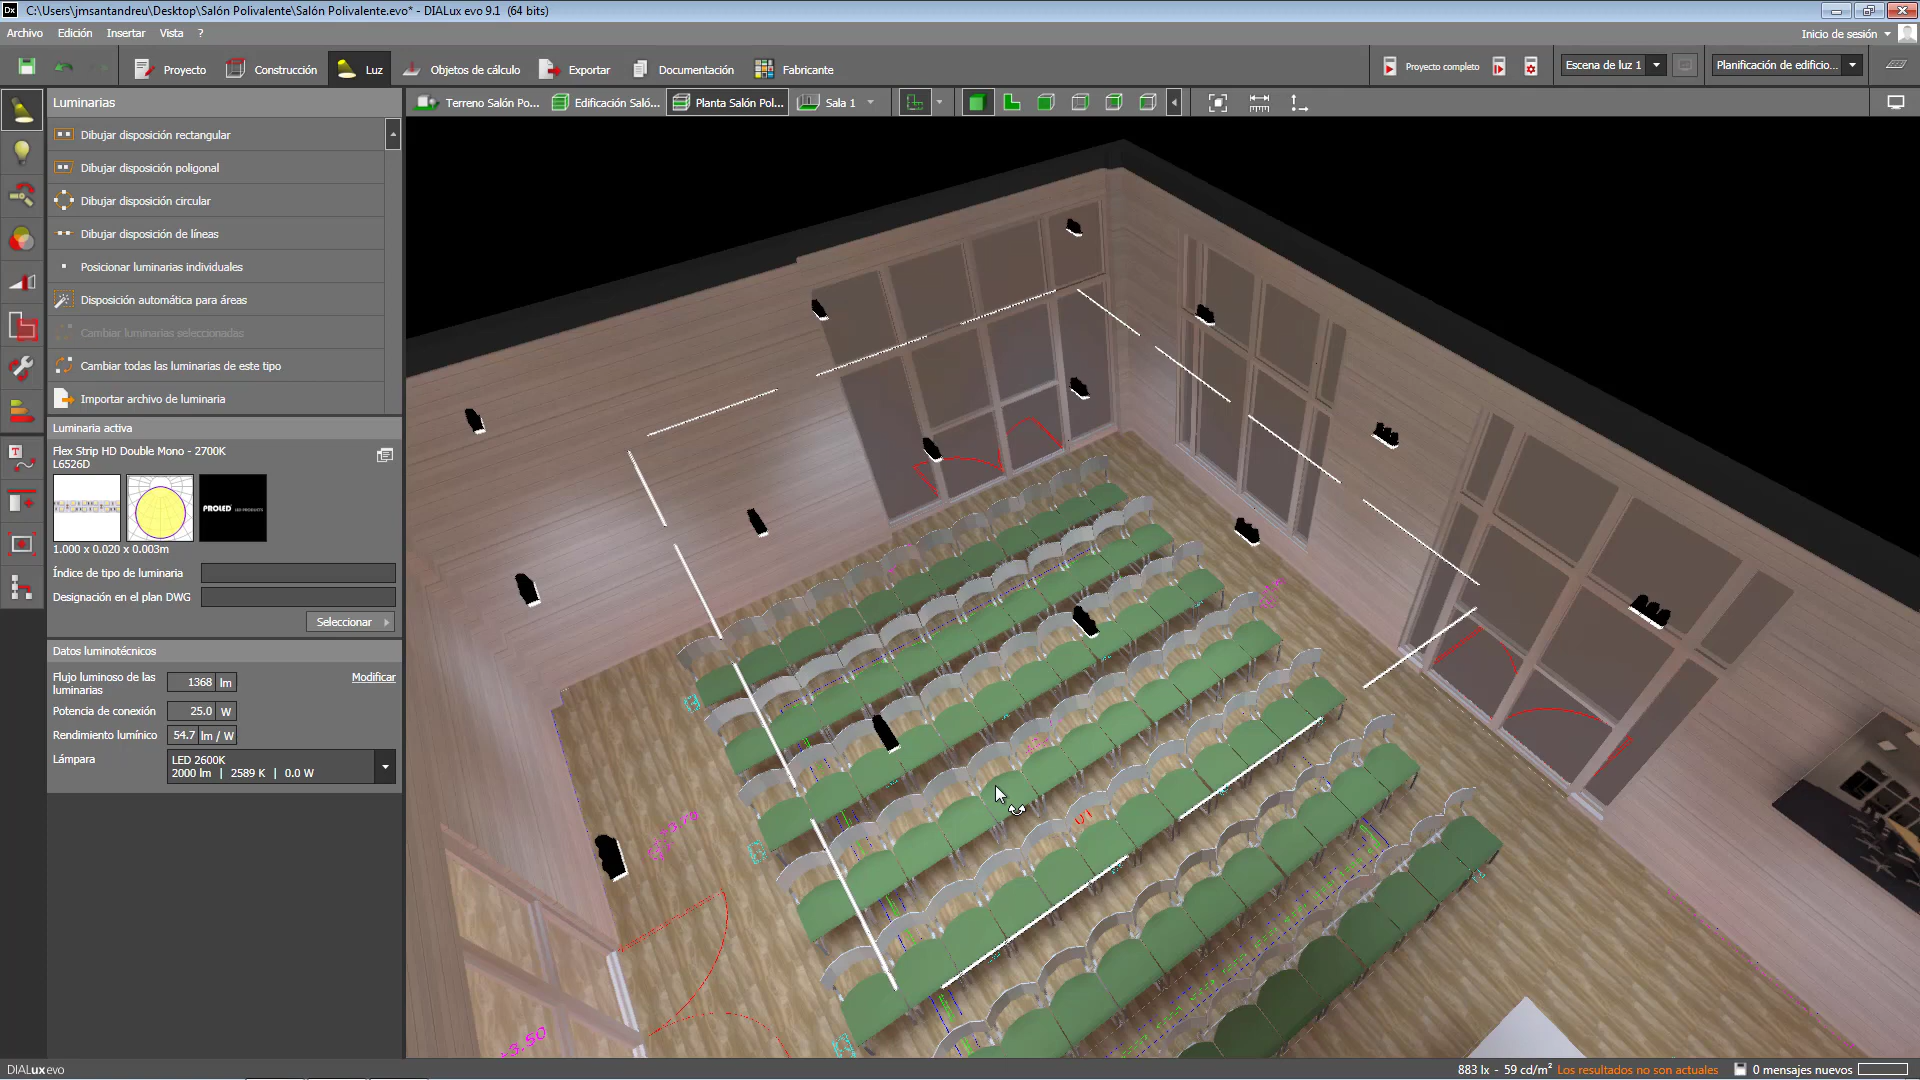 C:\Users\jmsantandreu\Desktop\Salón Polivalente\Salón Polivalente.evo* - DIALux evo 9.1 (64 bits)
Archivo Edición Insertar Vista ? Inicio de sesión
Proyecto Construcción Luz Objetos de cálculo Exportar Documentación Fabricante Proyecto completo Escena de luz 1 Planificación de edificio...
Luminarias
Terreno Salón Po... Edificación Saló... Planta Salón Pol... Sala 1
Dibujar disposición rectangular
Dibujar disposición poligonal
Dibujar disposición circular
Dibujar disposición de líneas
Posicionar luminarias individuales
Disposición automática para áreas
Cambiar luminarias seleccionadas
Cambiar todas las luminarias de este tipo
Importar archivo de luminaria
Luminaria activa
Flex Strip HD Double Mono - 2700K
L6526D
PROLED LED PRODUCTS
1.000 x 0.020 x 0.003m
Índice de tipo de luminaria
Designación en el plan DWG
Seleccionar
Datos luminotécnicos
Flujo luminoso de las luminarias 1368 lm Modificar
Potencia de conexión 25.0 W
Rendimiento lumínico 54.7 lm / W
Lámpara LED 2600K
2000 lm | 2589 K | 0.0 W
DIALux evo 883 lx - 59 cd/m² Los resultados no son actuales 0 mensajes nuevos